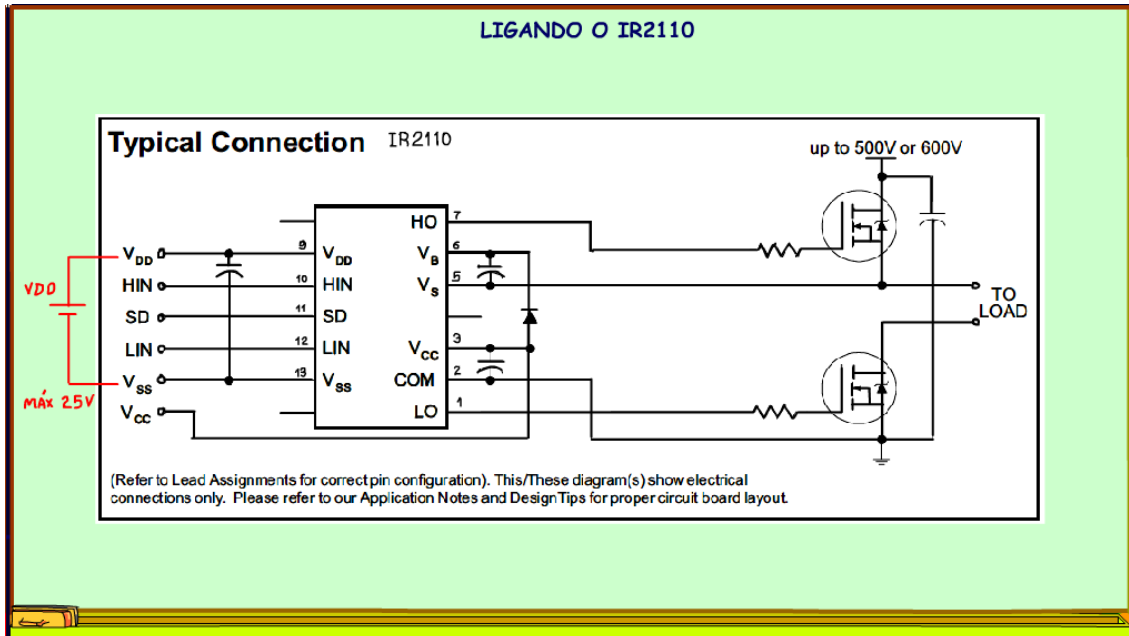 LIGANDO O IR2110
Typical Connection IR2110
up to 500V or 600V
HO 7
VDD 9 VDD VB 6
HIN 10 HIN VS 5
VDO
TO
LOAD
SD 11 SD
LIN 12 LIN VCC 3
VSS 13 VSS COM 2
MÁX 25V
VCC LO 1
(Refer to Lead Assignments for correct pin configuration). This/These diagram(s) show electrical
connections only. Please refer to our Application Notes and DesignTips for proper circuit board layout.